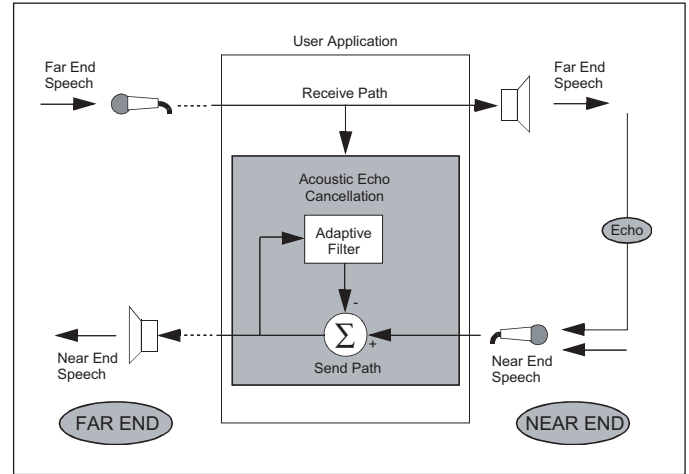 User Application
Far End
Speech
Receive Path
Far End
Speech
Acoustic Echo
Cancellation
Adaptive
Filter
Echo
-
Σ
+
Send Path
Near End
Speech
Near End
Speech
FAR END
NEAR END